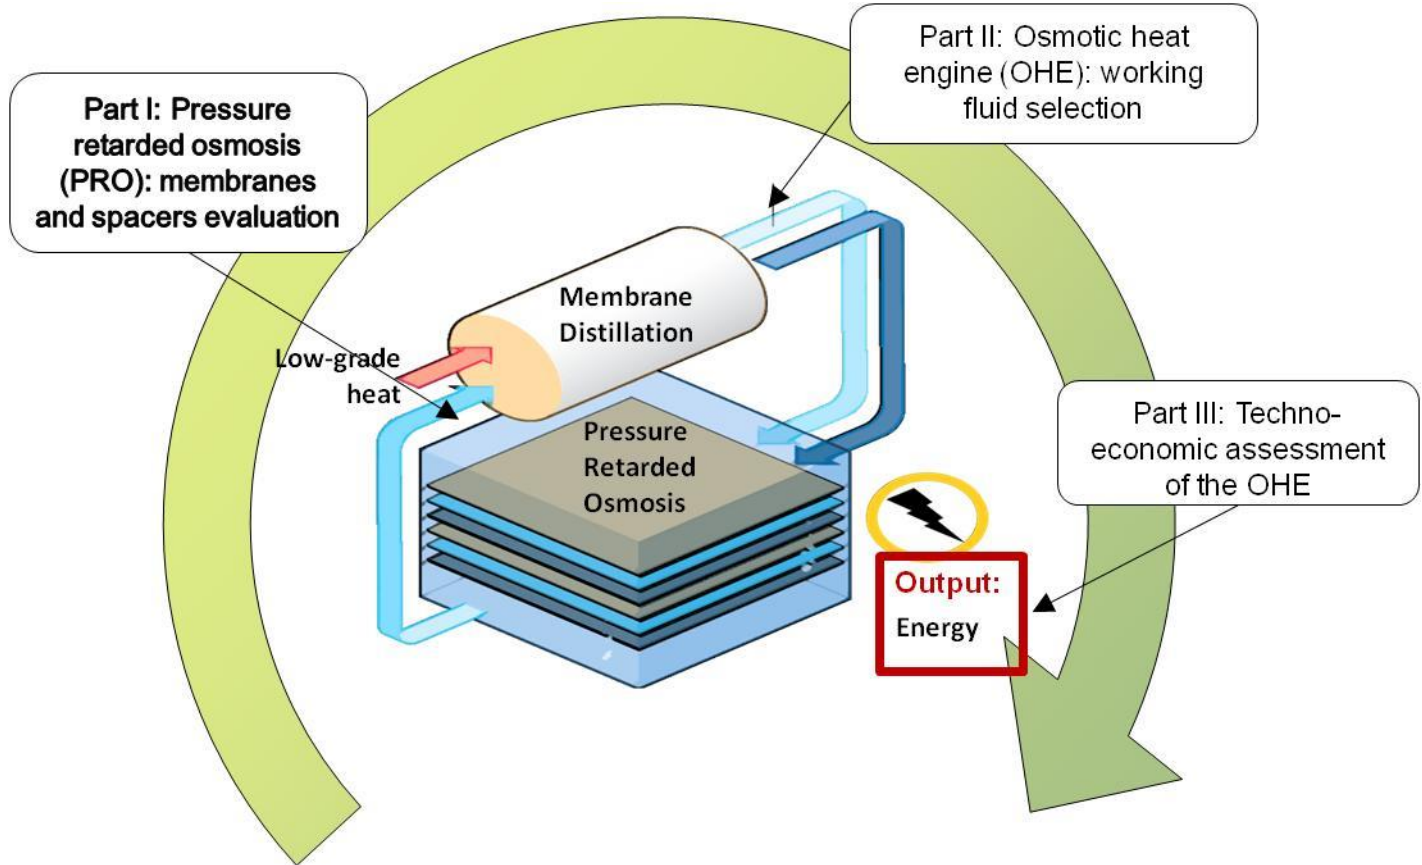 Part I: Pressure
retarded osmosis
(PRO): membranes
and spacers evaluation
Part II: Osmotic heat
engine (OHE): working
fluid selection
Membrane
Distillation
Low-grade
heat
Pressure
Retarded
Osmosis
Part III: Techno-
economic assessment
of the OHE
Output:
Energy